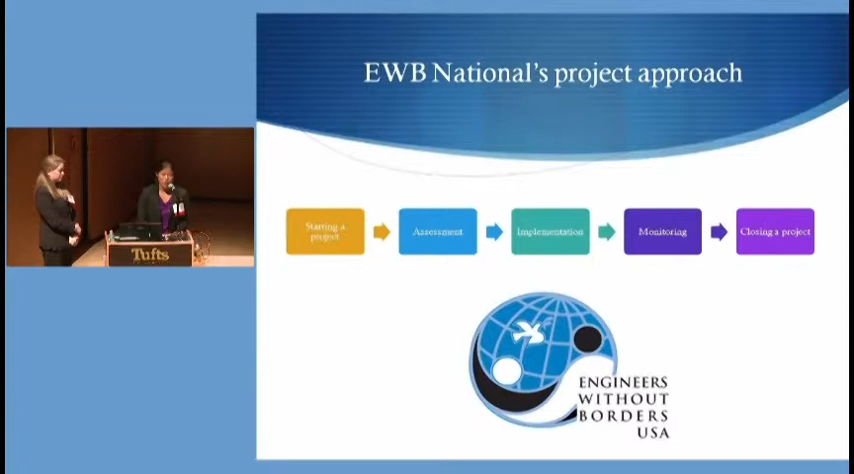 EWB National's project approach
Starting a
project
Assessment
Implementation
Monitoring
Closing a project
Tufts
ENGINEERS
WITHOUT
BORDERS
USA